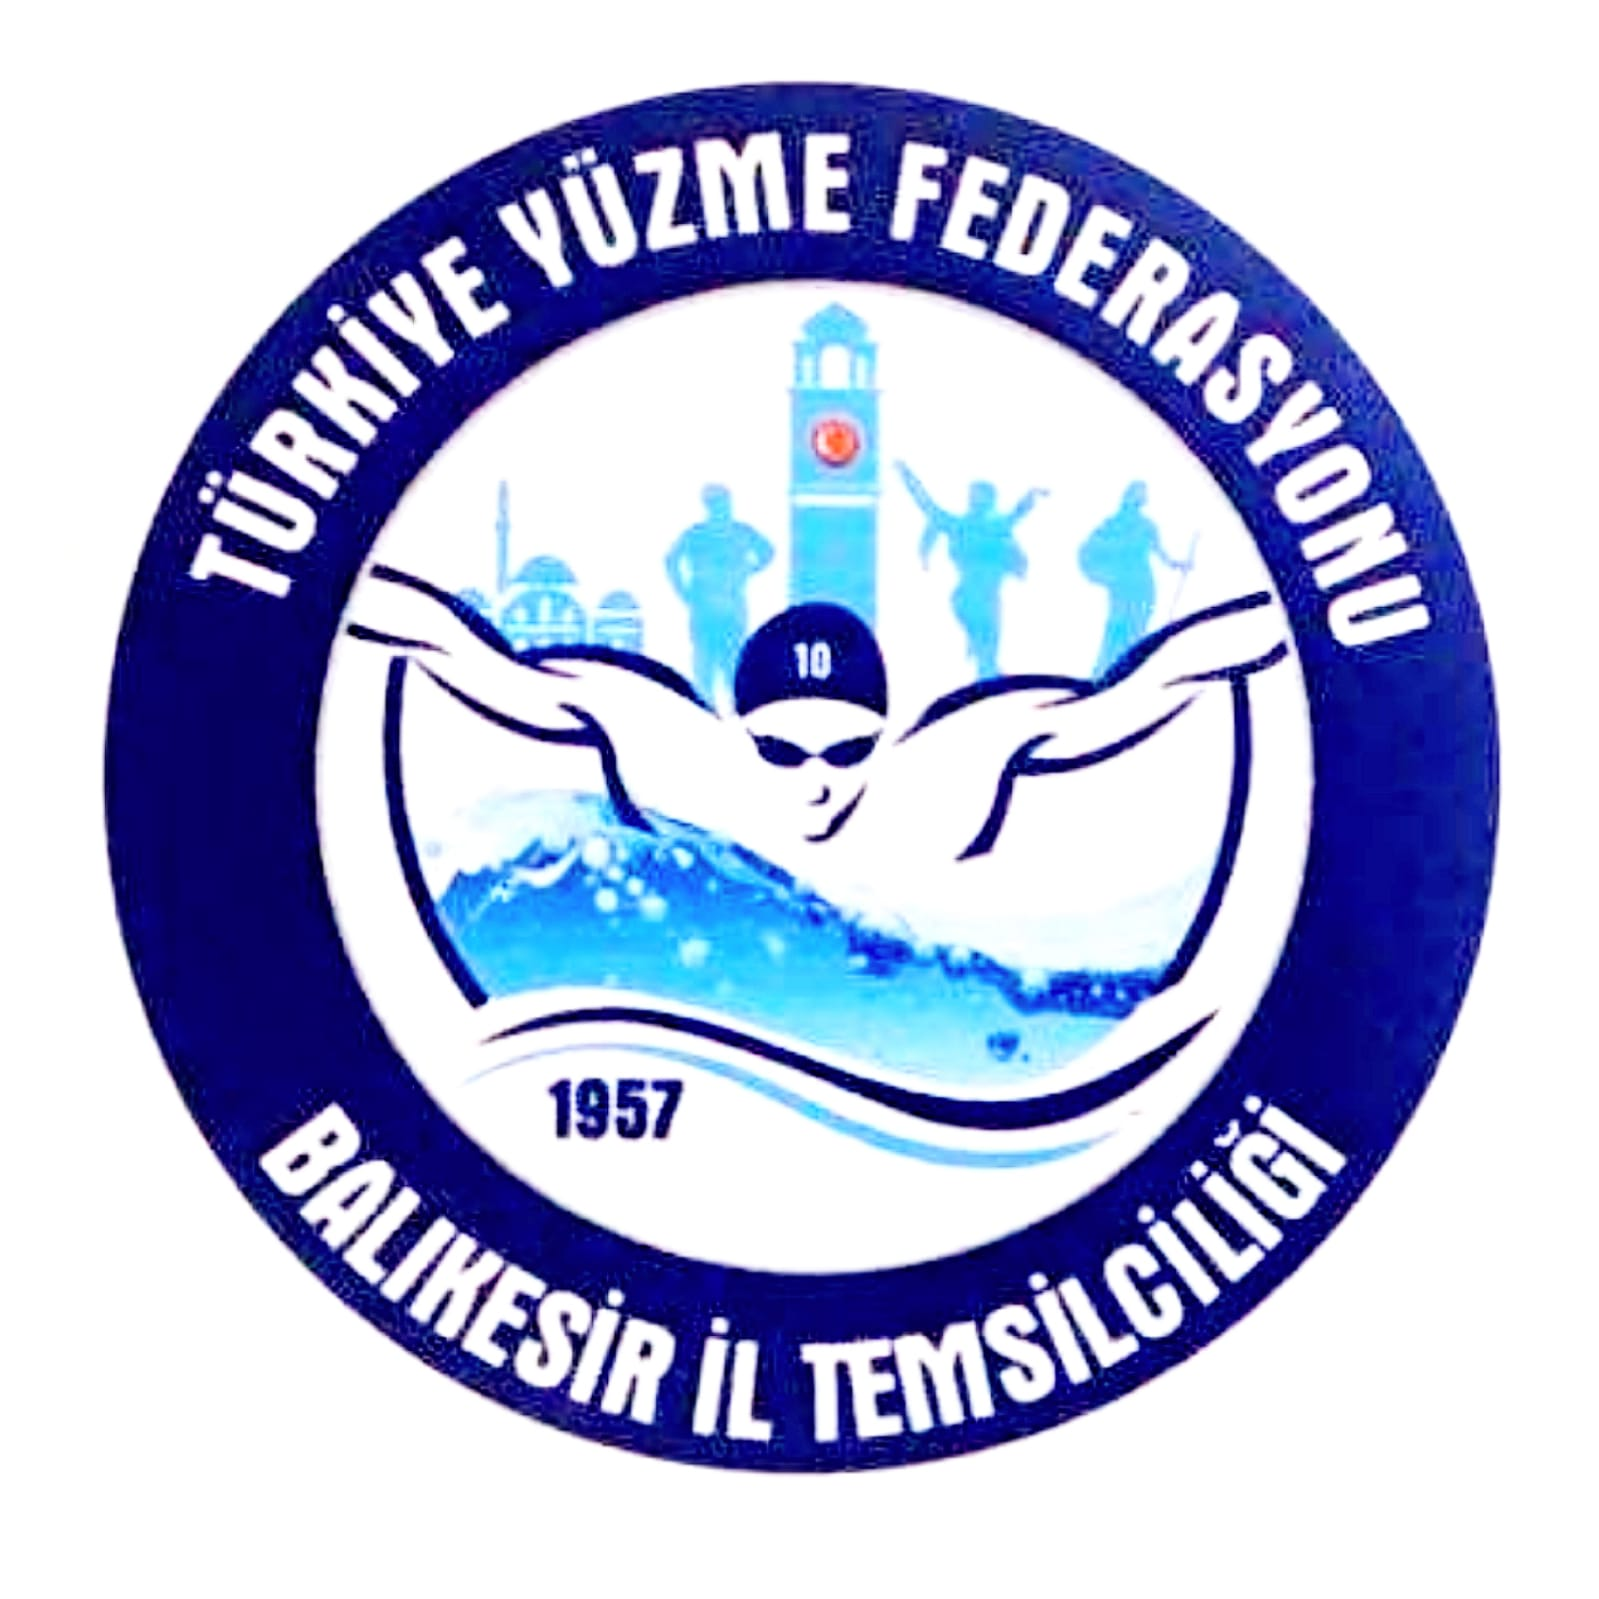 TÜRKİYE YÜZME FEDERASYONU
10
1957
BALIKESİR İL TEMSİLCİLİĞİ